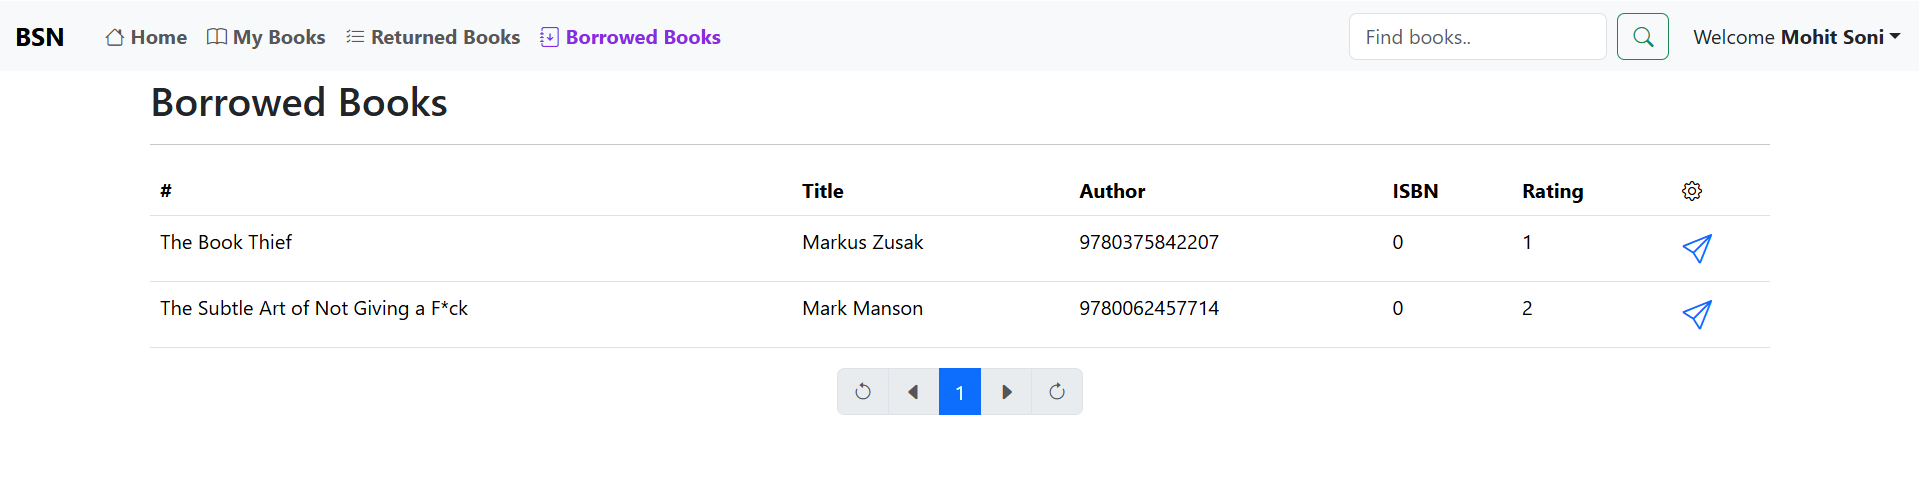 BSN Home My Books Returned Books Borrowed Books Find books.. Welcome Mohit Soni
Borrowed Books
# Title Author ISBN Rating
The Book Thief Markus Zusak 9780375842207 0 1
The Subtle Art of Not Giving a F*ck Mark Manson 9780062457714 0 2
1